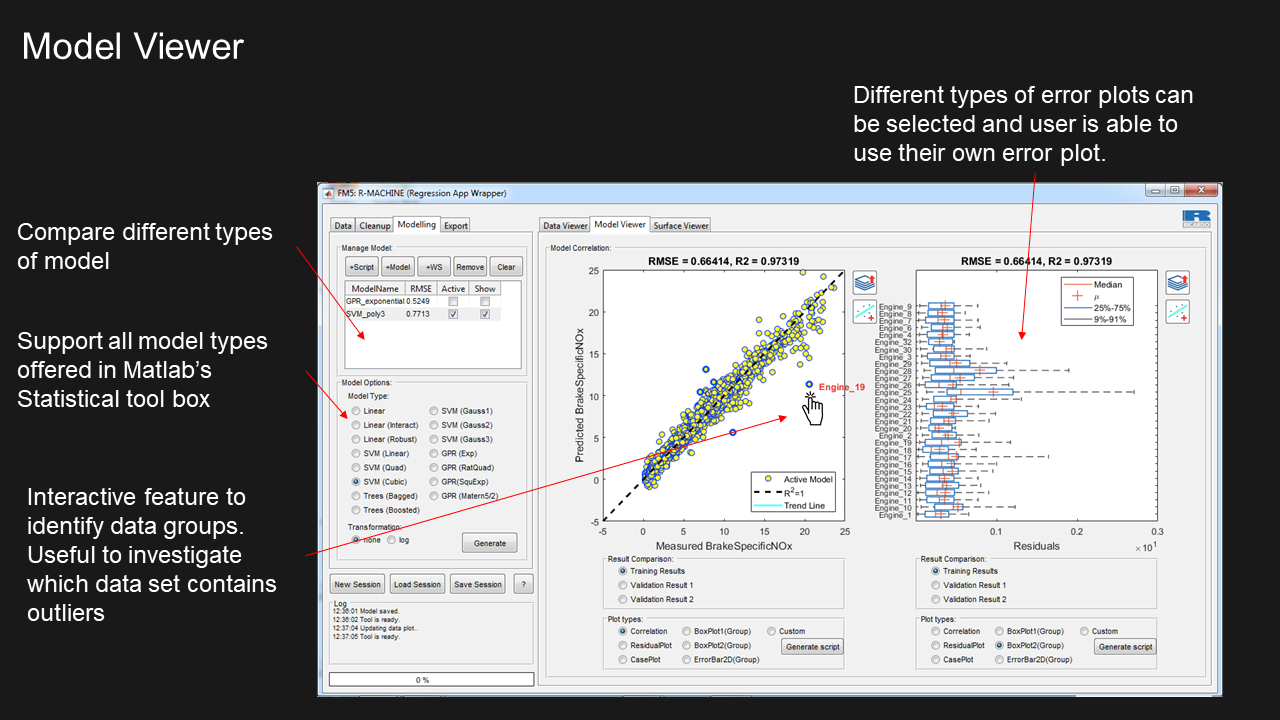 Model Viewer
Different types of error plots can
be selected and user is able to
use their own error plot.
Compare different types
of model
Support all model types
offered in Matlab's
Statistical tool box
Interactive feature to
identify data groups.
Useful to investigate
which data set contains
outliers
FM5: R-MACHINE (Regression App Wrapper)
Data Cleanup Modelling Export
Manage Model:
+Script +Model +WS Remove Clear
ModelName RMSE Active Show
GPR_exponential 0.5249
SVM_poly3 0.7713
Model Options:
Model Type:
Linear SVM (Gauss1)
Linear (Interact) SVM (Gauss2)
Linear (Robust) SVM (Gauss3)
SVM (Linear) GPR (Exp)
SVM (Quad) GPR (RatQuad)
SVM (Cubic) GPR(SquExp)
Trees (Bagged) GPR (Matern5/2)
Trees (Boosted)
Transformation:
none log
Generate
New Session Load Session Save Session ?
Log
12:36:01 Model saved.
12:36:02 Tool is ready.
12:37:04 Updating data plot..
12:37:05 Tool is ready.
0 %
Data Viewer Model Viewer Surface Viewer
RICARDO
Model Correlation:
RMSE = 0.66414, R2 = 0.97319
25
20
15
10
5
0
-5
-5 0 5 10 15 20 25
Predicted BrakeSpecificNOx
Measured BrakeSpecificNOx
Engine_19
Active Model
R²=1
Trend Line
RMSE = 0.66414, R2 = 0.97319
Median
μ
25%-75%
9%-91%
Engine_9
Engine_8
Engine_7
Engine_6
Engine_4
Engine_32
Engine_30
Engine_3
Engine_29
Engine_28
Engine_27
Engine_26
Engine_25
Engine_24
Engine_23
Engine_22
Engine_21
Engine_20
Engine_2
Engine_19
Engine_18
Engine_17
Engine_16
Engine_15
Engine_14
Engine_13
Engine_12
Engine_11
Engine_10
Engine_1
0.1 0.2 0.3
Residuals
×10¹
Result Comparison:
Training Results
Validation Result 1
Validation Result 2
Plot types:
Correlation BoxPlot1(Group) Custom
ResidualPlot BoxPlot2(Group) Generate script
CasePlot ErrorBar2D(Group)
Result Comparison:
Training Results
Validation Result 1
Validation Result 2
Plot types:
Correlation BoxPlot1(Group) Custom
ResidualPlot BoxPlot2(Group) Generate script
CasePlot ErrorBar2D(Group)